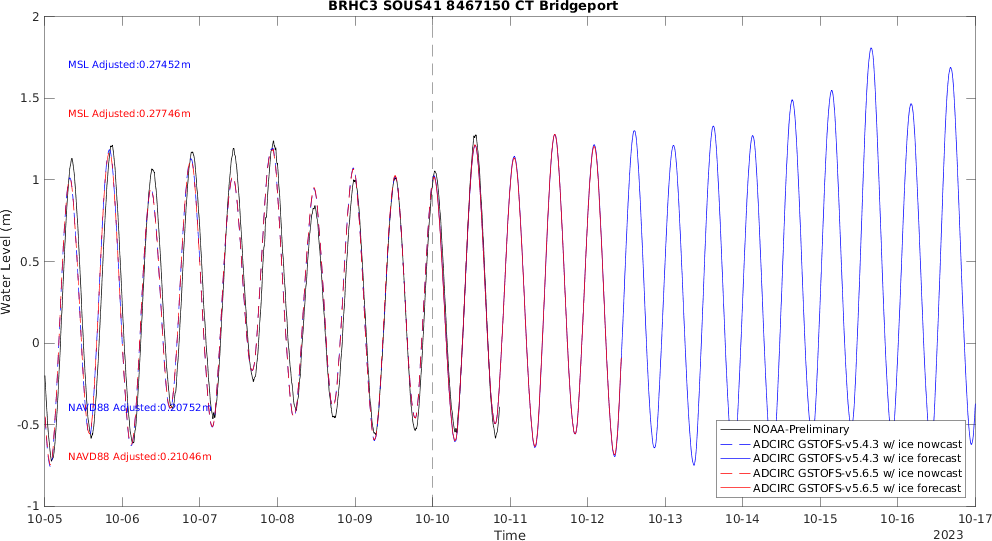 BRHC3 SOUS41 8467150 CT Bridgeport
2
1.5
1
0.5
0
-0.5
-1
Water Level (m)
MSL Adjusted:0.27452m
MSL Adjusted:0.27746m
NAVD88 Adjusted:0.20752m
NAVD88 Adjusted:0.21046m
NOAA-Preliminary
ADCIRC GSTOFS-v5.4.3 w/ ice nowcast
ADCIRC GSTOFS-v5.4.3 w/ ice forecast
ADCIRC GSTOFS-v5.6.5 w/ ice nowcast
ADCIRC GSTOFS-v5.6.5 w/ ice forecast
10-05 10-06 10-07 10-08 10-09 10-10 10-11 10-12 10-13 10-14 10-15 10-16 10-17
Time
2023